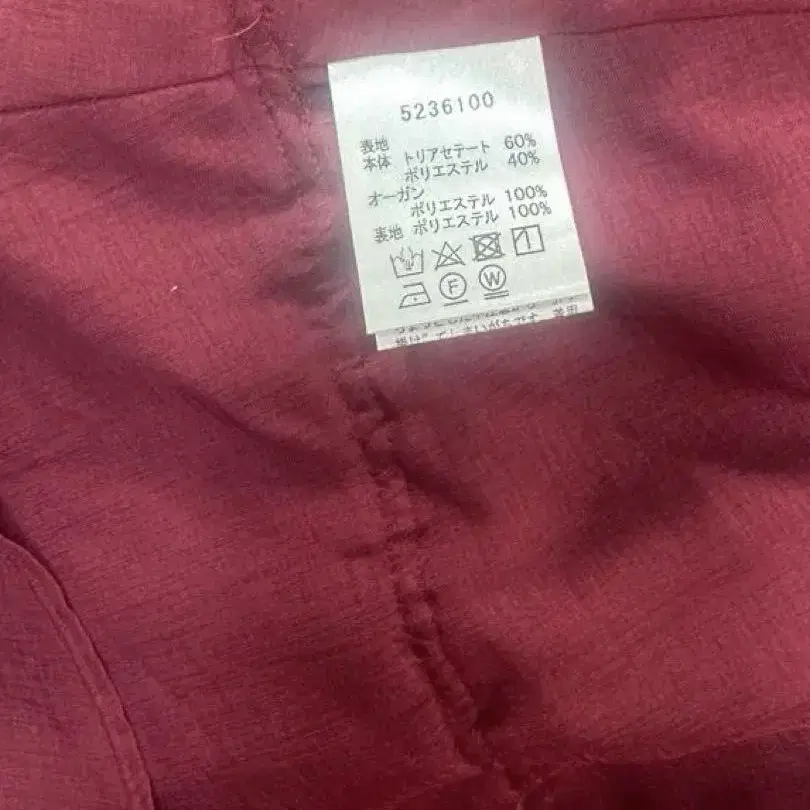 5236100
表地
本体 トリアセテート 60%
ポリエステル 40%
オーガン
ポリエステル 100%
表地 ポリエステル 100%
F W